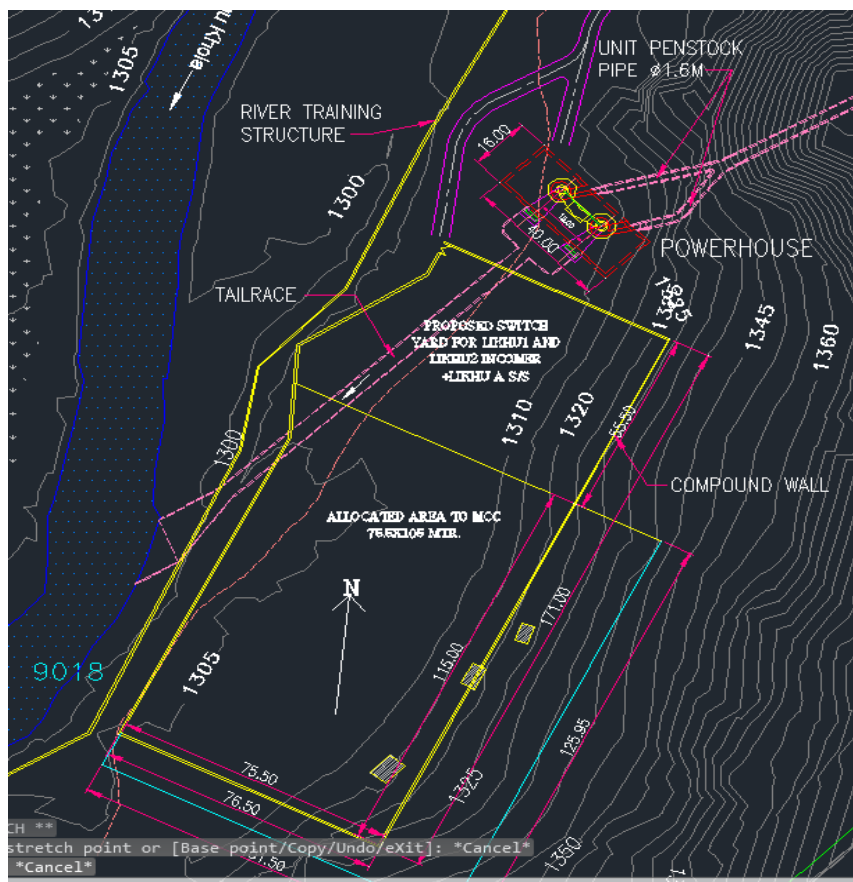 1305
u Khola
UNIT PENSTOCK
PIPE ø1.6M
RIVER TRAINING
STRUCTURE
16.00
1300
40.00
POWERHOUSE
TAILRACE
PROPOSED SWITCH
YARD FOR LIKHU1 AND
LIKHU2 INCOMER
+LIKHU A S/S
1345
1360
1310
1320
55.50
1300
COMPOUND WALL
ALLOCATED AREA TO MCC
75.5X105 MTR.
N
171.00
115.00
9018
1305
125.95
75.50
76.50
1325
1350
CH **
stretch point or [Base point/Copy/Undo/eXit]: *Cancel*
*Cancel*